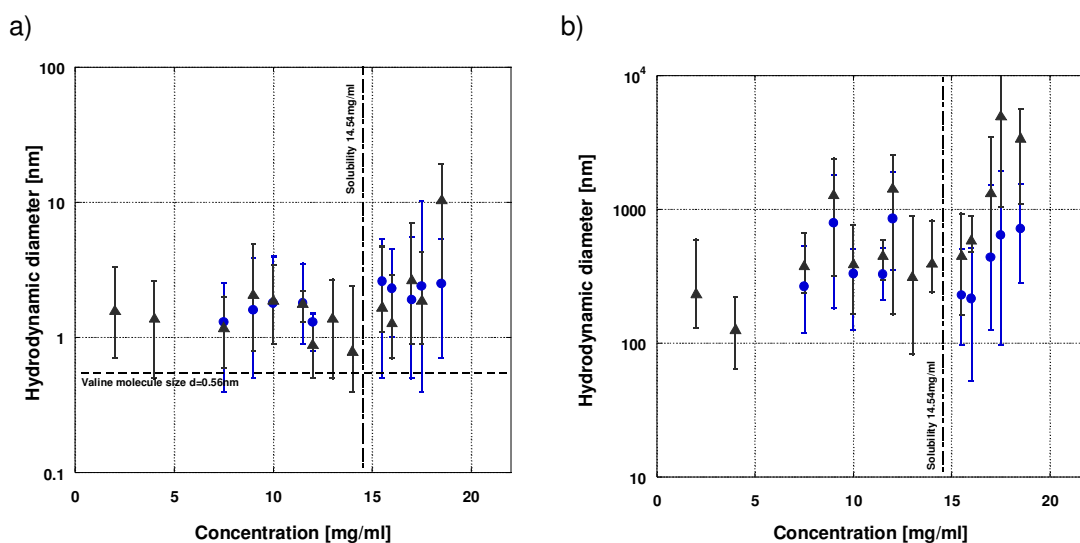 a)
b)
100
10
1
0.1
Hydrodynamic diameter [nm]
Solubility 14.54mg/ml
Valine molecule size d=0.56nm
0 5 10 15 20
Concentration [mg/ml]
10⁴
1000
100
10
Hydrodynamic diameter [nm]
Solubility 14.54mg/ml
0 5 10 15 20
Concentration [mg/ml]